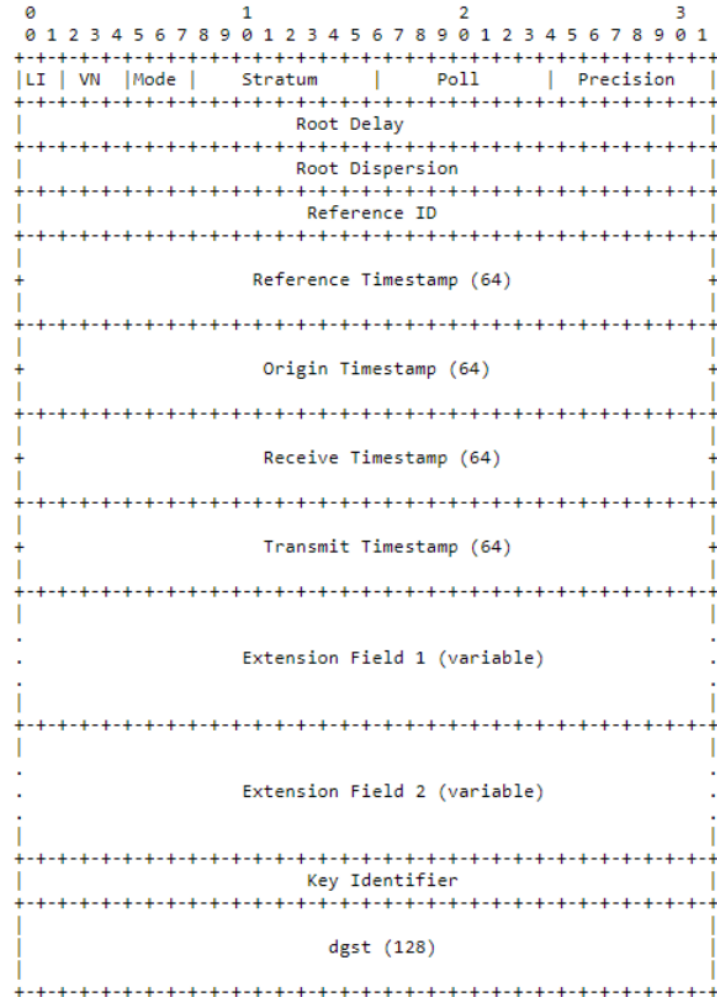 0                   1                   2                   3
 0 1 2 3 4 5 6 7 8 9 0 1 2 3 4 5 6 7 8 9 0 1 2 3 4 5 6 7 8 9 0 1
+-+-+-+-+-+-+-+-+-+-+-+-+-+-+-+-+-+-+-+-+-+-+-+-+-+-+-+-+-+-+-+-+
|LI | VN |Mode | Stratum | Poll | Precision |
+-+-+-+-+-+-+-+-+-+-+-+-+-+-+-+-+-+-+-+-+-+-+-+-+-+-+-+-+-+-+-+-+
| Root Delay |
+-+-+-+-+-+-+-+-+-+-+-+-+-+-+-+-+-+-+-+-+-+-+-+-+-+-+-+-+-+-+-+-+
| Root Dispersion |
+-+-+-+-+-+-+-+-+-+-+-+-+-+-+-+-+-+-+-+-+-+-+-+-+-+-+-+-+-+-+-+-+
| Reference ID |
+-+-+-+-+-+-+-+-+-+-+-+-+-+-+-+-+-+-+-+-+-+-+-+-+-+-+-+-+-+-+-+-+
| |
+ Reference Timestamp (64) +
| |
+-+-+-+-+-+-+-+-+-+-+-+-+-+-+-+-+-+-+-+-+-+-+-+-+-+-+-+-+-+-+-+-+
| |
+ Origin Timestamp (64) +
| |
+-+-+-+-+-+-+-+-+-+-+-+-+-+-+-+-+-+-+-+-+-+-+-+-+-+-+-+-+-+-+-+-+
| |
+ Receive Timestamp (64) +
| |
+-+-+-+-+-+-+-+-+-+-+-+-+-+-+-+-+-+-+-+-+-+-+-+-+-+-+-+-+-+-+-+-+
| |
+ Transmit Timestamp (64) +
| |
+-+-+-+-+-+-+-+-+-+-+-+-+-+-+-+-+-+-+-+-+-+-+-+-+-+-+-+-+-+-+-+-+
| |
. .
. Extension Field 1 (variable) .
. .
| |
+-+-+-+-+-+-+-+-+-+-+-+-+-+-+-+-+-+-+-+-+-+-+-+-+-+-+-+-+-+-+-+-+
| |
. .
. Extension Field 2 (variable) .
. .
| |
+-+-+-+-+-+-+-+-+-+-+-+-+-+-+-+-+-+-+-+-+-+-+-+-+-+-+-+-+-+-+-+-+
| Key Identifier |
+-+-+-+-+-+-+-+-+-+-+-+-+-+-+-+-+-+-+-+-+-+-+-+-+-+-+-+-+-+-+-+-+
| |
| dgst (128) |
| |
+-+-+-+-+-+-+-+-+-+-+-+-+-+-+-+-+-+-+-+-+-+-+-+-+-+-+-+-+-+-+-+-+